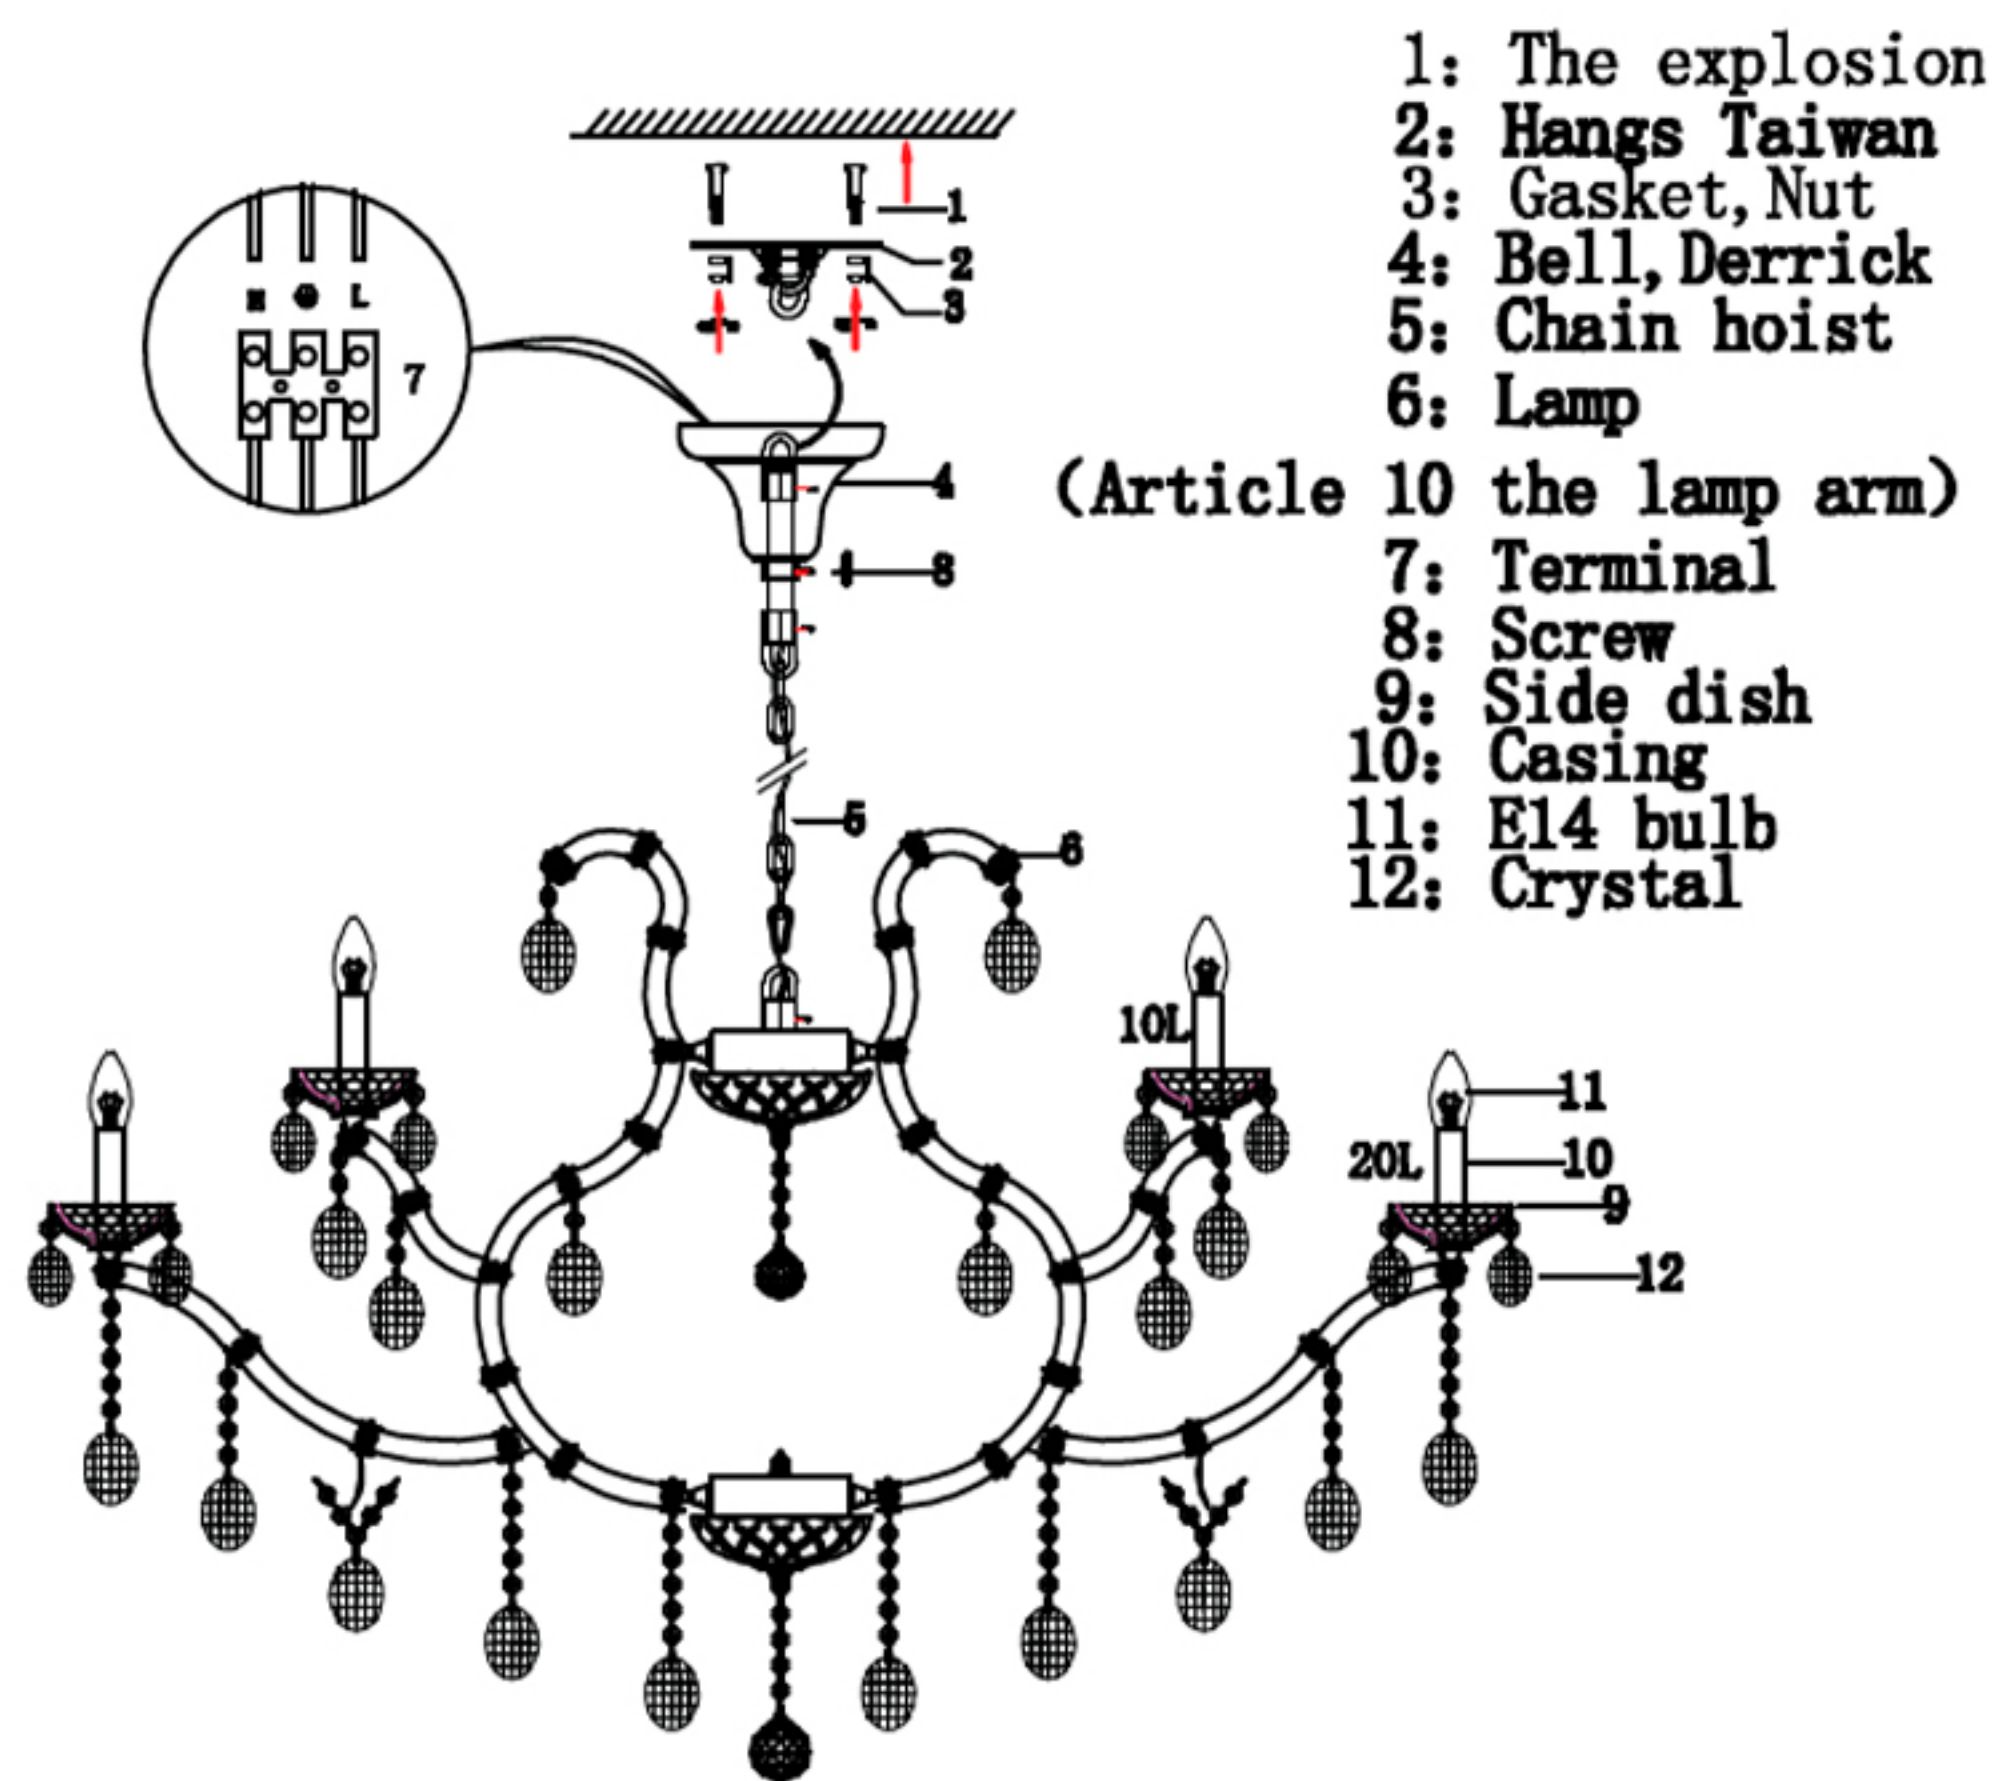 1: The explosion
2: Hangs Taiwan
3: Gasket,Nut
4: Bell,Derrick
5: Chain hoist
6: Lamp
(Article 10 the lamp arm)
7: Terminal
8: Screw
9: Side dish
10: Casing
11: E14 bulb
12: Crystal
1
2
3
N L
7
4
8
5
6
10L
11
20L
10
9
12